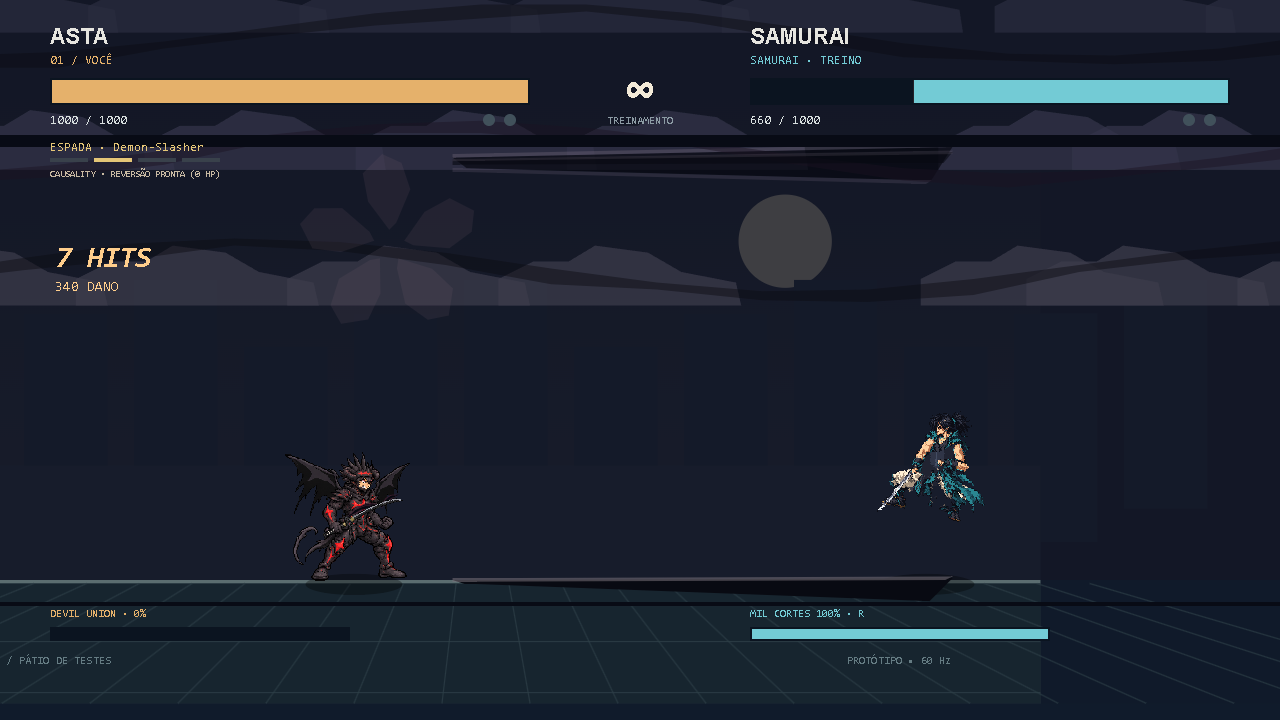 ASTA
01 / VOCÊ
1000 / 1000
ESPADA · Demon-Slasher
CAUSALITY · REVERSÃO PRONTA (0 HP)
7 HITS
340 DANO
∞
TREINAMENTO
SAMURAI
SAMURAI · TREINO
660 / 1000
DEVIL UNION · 0%
MIL CORTES 100% · R
/ PÁTIO DE TESTES
PROTÓTIPO • 60 Hz